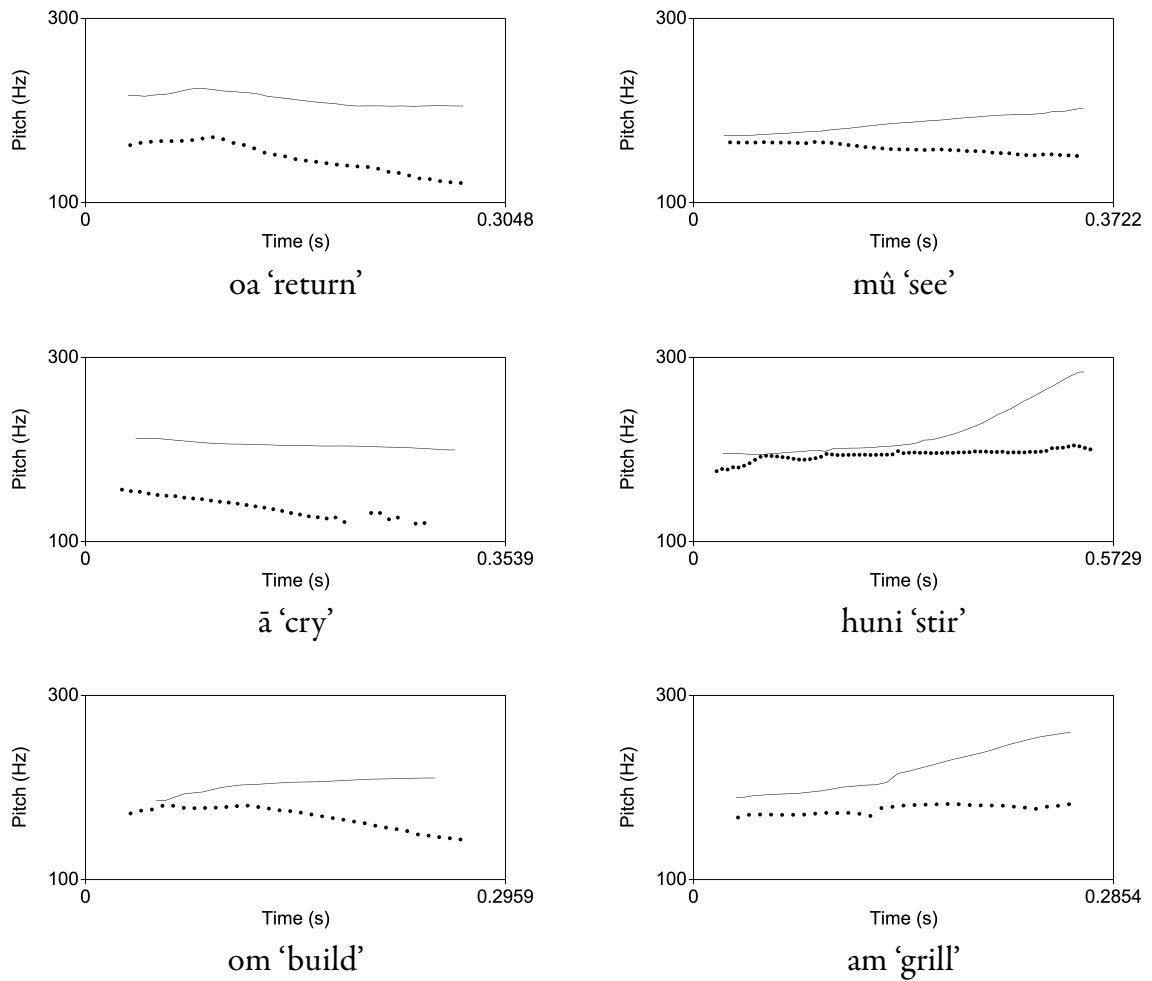 300
Pitch (Hz)
100
0
0.3048
Time (s)
oa ‘return’
300
Pitch (Hz)
100
0
0.3722
Time (s)
mû ‘see’
300
Pitch (Hz)
100
0
0.3539
Time (s)
ā ‘cry’
300
Pitch (Hz)
100
0
0.5729
Time (s)
huni ‘stir’
300
Pitch (Hz)
100
0
0.2959
Time (s)
om ‘build’
300
Pitch (Hz)
100
0
0.2854
Time (s)
am ‘grill’